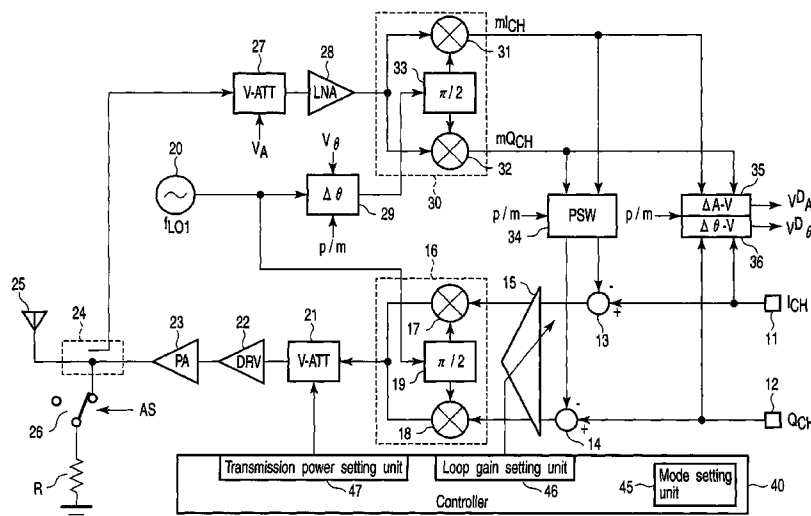 27
V-ATT
V_A
28
LNA
30
mI_CH
31
33
π/2
mQ_CH
32
20
f_LO1
V_θ
Δθ
29
p/m
p/m
PSW
34
35
ΔA-V
Δθ-V
36
p/m
V^D_A
V^D_θ
25
24
23
PA
22
DRV
21
V-ATT
16
17
π/2
19
18
15
13
-
+
I_CH
11
12
Q_CH
14
-
+
26
AS
R
Transmission power setting unit
47
Loop gain setting unit
46
Controller
45
Mode setting
unit
40